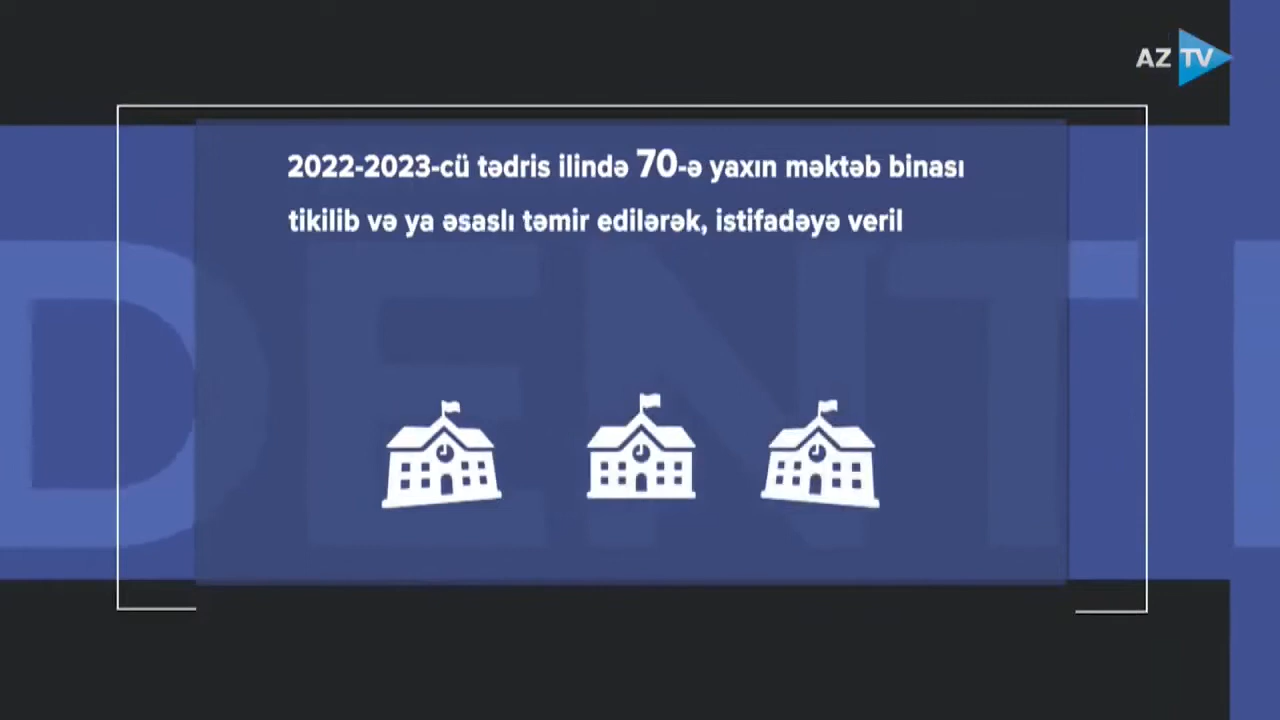 AZ TV
2022-2023-cü tədris ilində 70-ə yaxın məktəb binası
tikilib və ya əsaslı təmir edilərək, istifadəyə veril
DENT